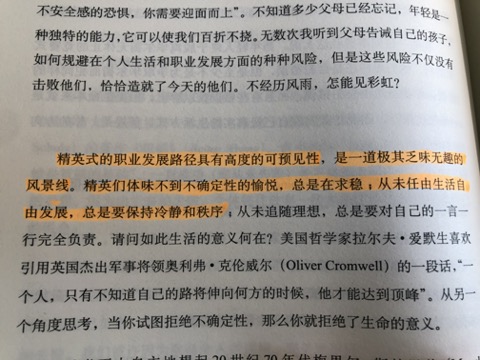 不安全感的恐惧，你需要迎面而上”。不知道多少父母已经忘记，年轻是一
种独特的能力，它可以使我们百折不挠。无数次我听到父母告诫自己的孩子，
如何规避在个人生活和职业发展方面的种种风险，但是这些风险不仅没有
击败他们，恰恰造就了今天的他们。不经历风雨，怎能见彩虹？
精英式的职业发展路径具有高度的可预见性，是一道极其乏味无趣的
风景线。精英们体味不到不确定性的愉悦，总是在求稳；从未任由生活自
由发展，总是要保持冷静和秩序；从未追随理想，总是要对自己的一言一
行完全负责。请问如此生活的意义何在？美国哲学家拉尔夫·爱默生喜欢
引用英国杰出军事将领奥利弗·克伦威尔（Oliver Cromwell）的一段话，“一
个人，只有不知道自己的路将伸向何方的时候，他才能达到顶峰”。从另一
个角度思考，当你试图拒绝不确定性，那么你就拒绝了生命的意义。